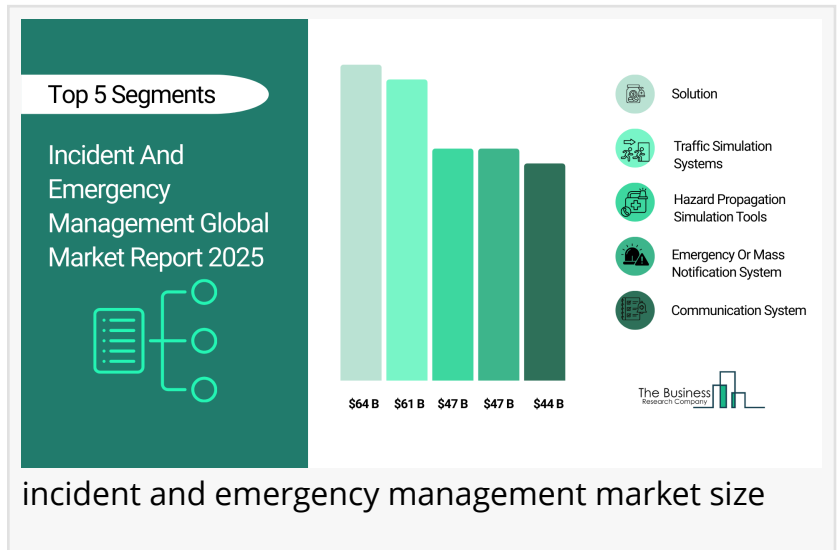 Top 5 Segments
Incident And
Emergency
Management Global
Market Report 2025
$64 B $61 B $47 B $47 B $44 B
Solution
Traffic Simulation
Systems
Hazard Propagation
Simulation Tools
Emergency Or Mass
Notification System
Communication System
The Business
Research Company
incident and emergency management market size